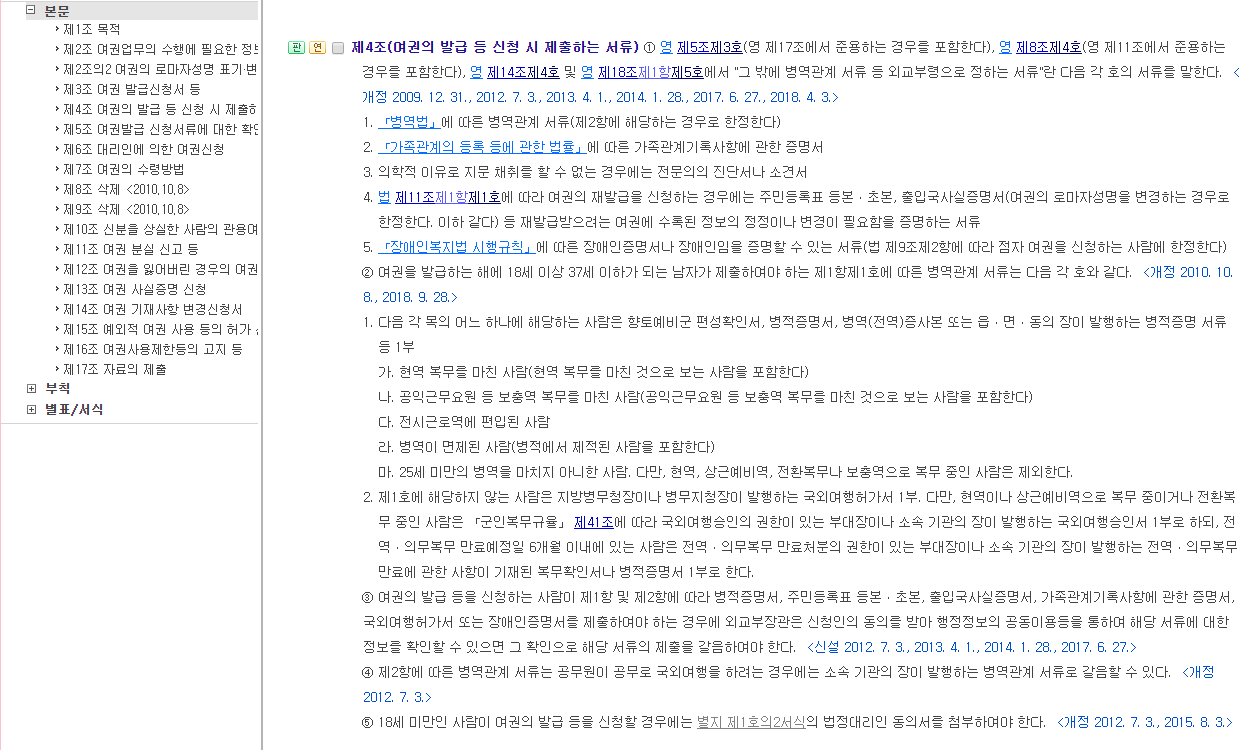 본문
제1조 목적
제2조 여권업무의 수행에 필요한 정보
제2조의2 여권의 로마자성명 표기·변
제3조 여권 발급신청서 등
제4조 여권의 발급 등 신청 시 제출하
제5조 여권발급 신청서류에 대한 확인
제6조 대리인에 의한 여권신청
제7조 여권의 수령방법
제8조 삭제 <2010.10.8>
제9조 삭제 <2010.10.8>
제10조 신분을 상실한 사람의 관용여
제11조 여권 분실 신고 등
제12조 여권을 잃어버린 경우의 여권
제13조 여권 사실증명 신청
제14조 여권 기재사항 변경신청서
제15조 예외적 여권 사용 등의 허가
제16조 여권사용제한등의 고지 등
제17조 자료의 제출
부칙
별표/서식
판 연 제4조(여권의 발급 등 신청 시 제출하는 서류) ① 영 제5조제3호(영 제17조에서 준용하는 경우를 포함한다), 영 제8조제4호(영 제11조에서 준용하는
경우를 포함한다), 영 제14조제4호 및 영 제18조제1항제5호에서 "그 밖에 병역관계 서류 등 외교부령으로 정하는 서류"란 다음 각 호의 서류를 말한다. <
개정 2009. 12. 31., 2012. 7. 3., 2013. 4. 1., 2014. 1. 28., 2017. 6. 27., 2018. 4. 3.>
1. 「병역법」에 따른 병역관계 서류(제2항에 해당하는 경우로 한정한다)
2. 「가족관계의 등록 등에 관한 법률」에 따른 가족관계기록사항에 관한 증명서
3. 의학적 이유로 지문 채취를 할 수 없는 경우에는 전문의의 진단서나 소견서
4. 법 제11조제1항제1호에 따라 여권의 재발급을 신청하는 경우에는 주민등록표 등본ㆍ초본, 출입국사실증명서(여권의 로마자성명을 변경하는 경우로
한정한다. 이하 같다) 등 재발급받으려는 여권에 수록된 정보의 정정이나 변경이 필요함을 증명하는 서류
5. 「장애인복지법 시행규칙」에 따른 장애인증명서나 장애인임을 증명할 수 있는 서류(법 제9조제2항에 따라 점자 여권을 신청하는 사람에 한정한다)
② 여권을 발급하는 해에 18세 이상 37세 이하가 되는 남자가 제출하여야 하는 제1항제1호에 따른 병역관계 서류는 다음 각 호와 같다. <개정 2010. 10.
8., 2018. 9. 28.>
1. 다음 각 목의 어느 하나에 해당하는 사람은 향토예비군 편성확인서, 병적증명서, 병역(전역)증사본 또는 읍ㆍ면ㆍ동의 장이 발행하는 병적증명 서류
등 1부
가. 현역 복무를 마친 사람(현역 복무를 마친 것으로 보는 사람을 포함한다)
나. 공익근무요원 등 보충역 복무를 마친 사람(공익근무요원 등 보충역 복무를 마친 것으로 보는 사람을 포함한다)
다. 전시근로역에 편입된 사람
라. 병역이 면제된 사람(병적에서 제적된 사람을 포함한다)
마. 25세 미만의 병역을 마치지 아니한 사람. 다만, 현역, 상근예비역, 전환복무나 보충역으로 복무 중인 사람은 제외한다.
2. 제1호에 해당하지 않는 사람은 지방병무청장이나 병무지청장이 발행하는 국외여행허가서 1부. 다만, 현역이나 상근예비역으로 복무 중이거나 전환복
무 중인 사람은 「군인복무규율」 제41조에 따라 국외여행승인의 권한이 있는 부대장이나 소속 기관의 장이 발행하는 국외여행승인서 1부로 하되, 전
역ㆍ의무복무 만료예정일 6개월 이내에 있는 사람은 전역ㆍ의무복무 만료처분의 권한이 있는 부대장이나 소속 기관의 장이 발행하는 전역ㆍ의무복무
만료에 관한 사항이 기재된 복무확인서나 병적증명서 1부로 한다.
③ 여권의 발급 등을 신청하는 사람이 제1항 및 제2항에 따라 병적증명서, 주민등록표 등본ㆍ초본, 출입국사실증명서, 가족관계기록사항에 관한 증명서,
국외여행허가서 또는 장애인증명서를 제출하여야 하는 경우에 외교부장관은 신청인의 동의를 받아 행정정보의 공동이용등을 통하여 해당 서류에 대한
정보를 확인할 수 있으면 그 확인으로 해당 서류의 제출을 갈음하여야 한다. <신설 2012. 7. 3., 2013. 4. 1., 2014. 1. 28., 2017. 6. 27.>
④ 제2항에 따른 병역관계 서류는 공무원이 공무로 국외여행을 하려는 경우에는 소속 기관의 장이 발행하는 병역관계 서류로 갈음할 수 있다. <개정
2012. 7. 3.>
⑤ 18세 미만인 사람이 여권의 발급 등을 신청할 경우에는 별지 제1호의2서식의 법정대리인 동의서를 첨부하여야 한다. <개정 2012. 7. 3., 2015. 8. 3.>